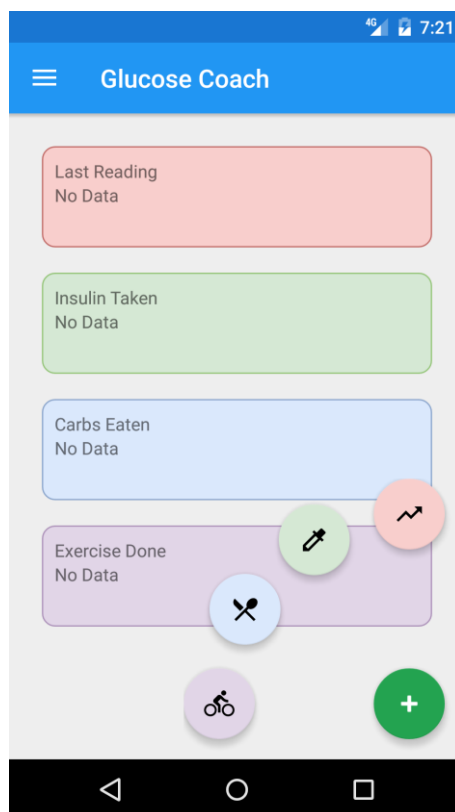 4G 7:21
Glucose Coach
Last Reading
No Data
Insulin Taken
No Data
Carbs Eaten
No Data
Exercise Done
No Data